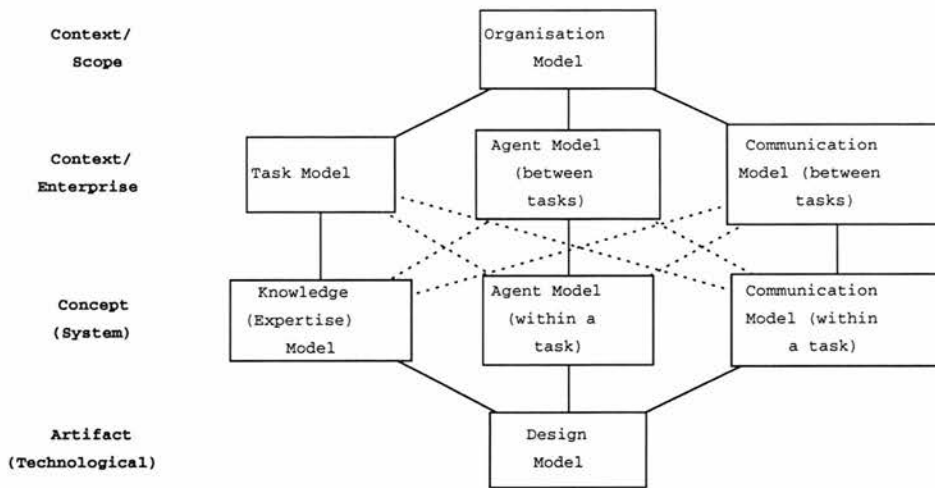 Context/
Scope
Organisation
Model
Context/
Enterprise
Task Model
Agent Model
(between
tasks)
Communication
Model (between
tasks)
Concept
(System)
Knowledge
(Expertise)
Model
Agent Model
(within a
task)
Communication
Model (within
a task)
Artifact
(Technological)
Design
Model